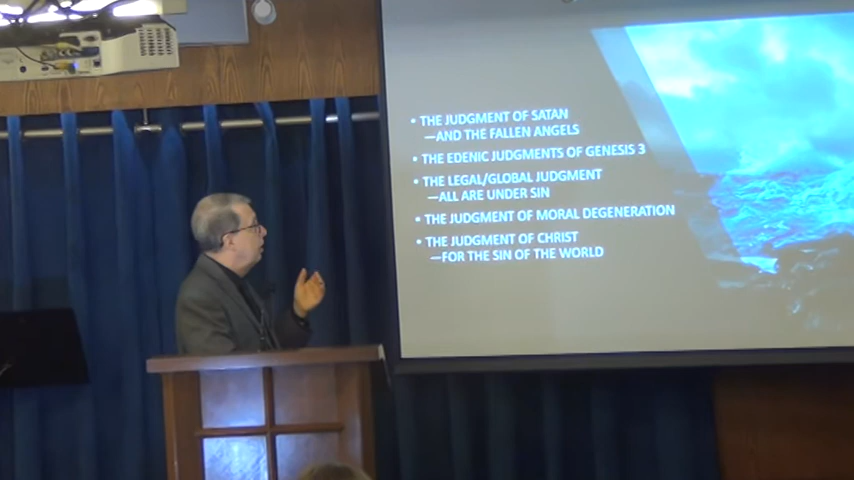 • THE JUDGMENT OF SATAN
—AND THE FALLEN ANGELS
• THE EDENIC JUDGMENTS OF GENESIS 3
• THE LEGAL/GLOBAL JUDGMENT
—ALL ARE UNDER SIN
• THE JUDGMENT OF MORAL DEGENERATION
• THE JUDGMENT OF CHRIST
—FOR THE SIN OF THE WORLD